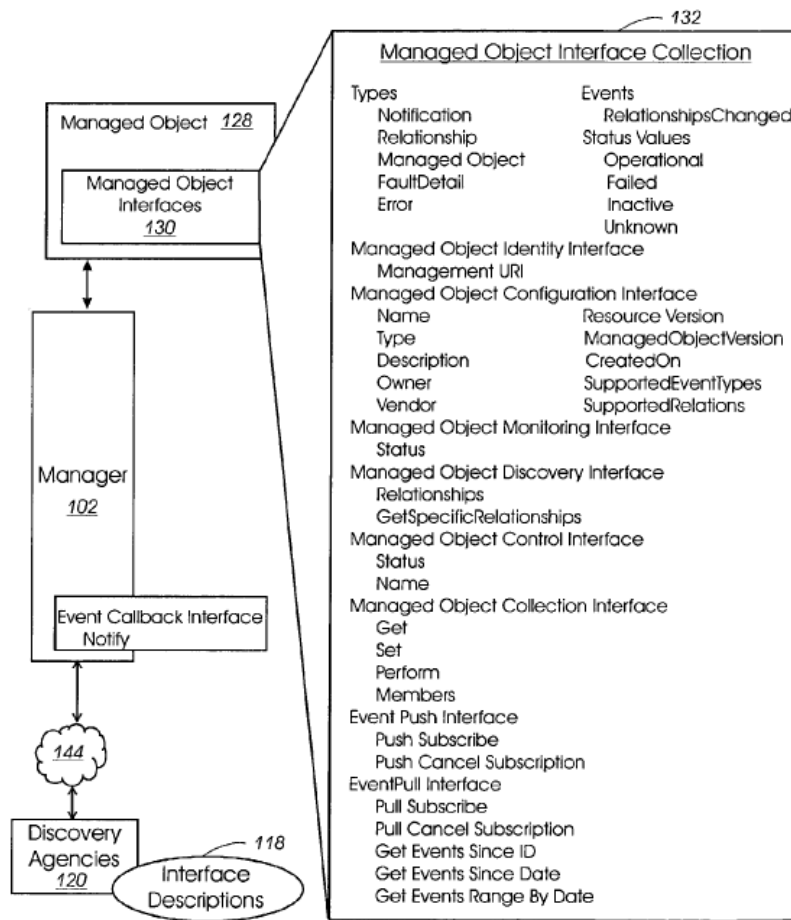 132
Managed Object Interface Collection
Types
Notification
Relationship
Managed Object
FaultDetail
Error
Events
RelationshipsChanged
Status Values
Operational
Failed
Inactive
Unknown
Managed Object Identity Interface
Management URI
Managed Object Configuration Interface
Name
Type
Description
Owner
Vendor
Resource Version
ManagedObjectVersion
CreatedOn
SupportedEventTypes
SupportedRelations
Managed Object Monitoring Interface
Status
Managed Object Discovery Interface
Relationships
GetSpecificRelationships
Managed Object Control Interface
Status
Name
Managed Object Collection Interface
Get
Set
Perform
Members
Event Push Interface
Push Subscribe
Push Cancel Subscription
EventPull Interface
Pull Subscribe
Pull Cancel Subscription
Get Events Since ID
Get Events Since Date
Get Events Range By Date
Managed Object 128
Managed Object
Interfaces
130
Manager
102
Event Callback Interface
Notify
144
Discovery
Agencies
120
118
Interface
Descriptions